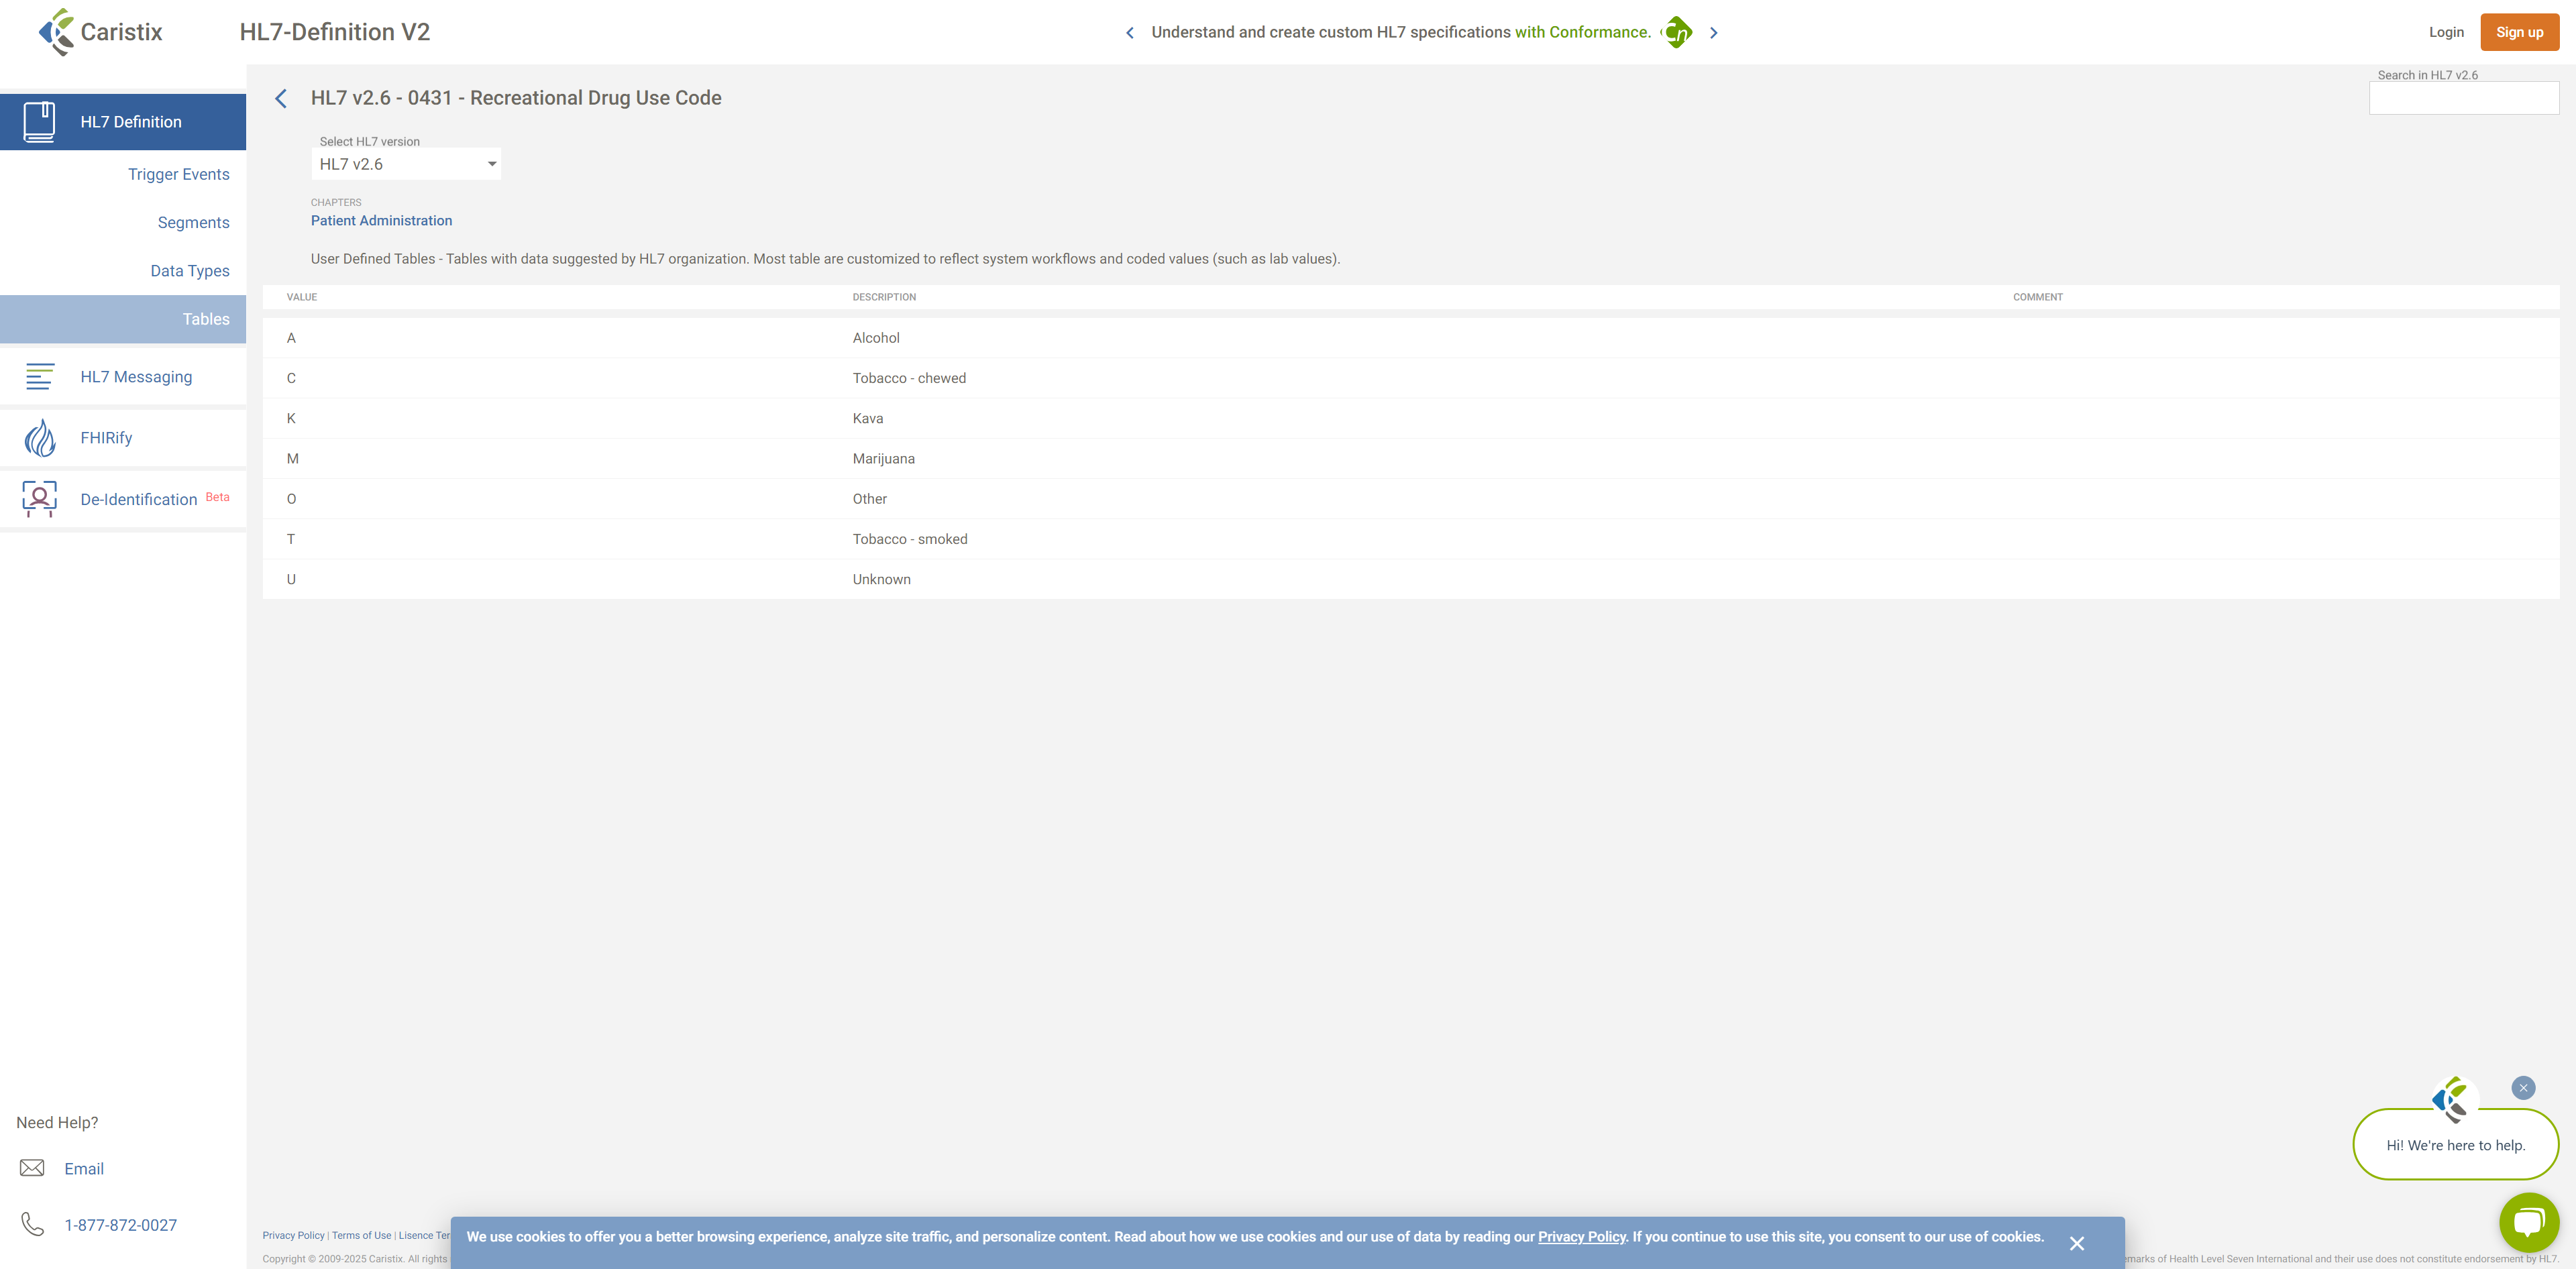 Caristix
HL7-Definition V2
Understand and create custom HL7 specifications with Conformance.
Cn
Login
Sign up
HL7 Definition
Trigger Events
Segments
Data Types
Tables
HL7 Messaging
FHIRify
De-Identification Beta
Need Help?
Email
1-877-872-0027
HL7 v2.6 - 0431 - Recreational Drug Use Code
Search in HL7 v2.6
Select HL7 version
HL7 v2.6
CHAPTERS
Patient Administration
User Defined Tables - Tables with data suggested by HL7 organization. Most table are customized to reflect system workflows and coded values (such as lab values).
VALUE DESCRIPTION COMMENT
A Alcohol
C Tobacco - chewed
K Kava
M Marijuana
O Other
T Tobacco - smoked
U Unknown
Hi! We're here to help.
Privacy Policy | Terms of Use | Lisence
We use cookies to offer you a better browsing experience, analyze site traffic, and personalize content. Read about how we use cookies and our use of data by reading our Privacy Policy. If you continue to use this site, you consent to our use of cookies.
Copyright © 2009-2025 Caristix. All rights
of Health Level Seven International and their use does not constitute endorsement by HL7.